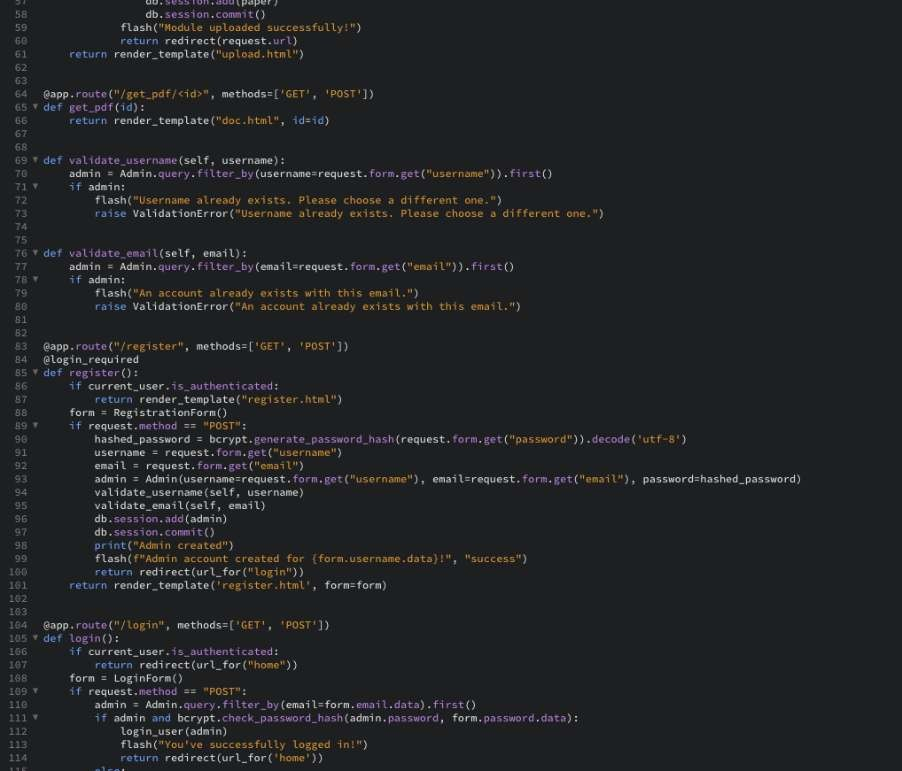 57                 db.session.add(paper)
58                 db.session.commit()
59             flash("Module uploaded successfully!")
60             return redirect(request.url)
61     return render_template("upload.html")
62
63
64 @app.route("/get_pdf/<id>", methods=['GET', 'POST'])
65 def get_pdf(id):
66     return render_template("doc.html", id=id)
67
68
69 def validate_username(self, username):
70     admin = Admin.query.filter_by(username=request.form.get("username")).first()
71     if admin:
72         flash("Username already exists. Please choose a different one.")
73         raise ValidationError("Username already exists. Please choose a different one.")
74
75
76 def validate_email(self, email):
77     admin = Admin.query.filter_by(email=request.form.get("email")).first()
78     if admin:
79         flash("An account already exists with this email.")
80         raise ValidationError("An account already exists with this email.")
81
82
83 @app.route("/register", methods=['GET', 'POST'])
84 @login_required
85 def register():
86     if current_user.is_authenticated:
87         return render_template("register.html")
88     form = RegistrationForm()
89     if request.method == "POST":
90         hashed_password = bcrypt.generate_password_hash(request.form.get("password")).decode('utf-8')
91         username = request.form.get("username")
92         email = request.form.get("email")
93         admin = Admin(username=request.form.get("username"), email=request.form.get("email"), password=hashed_password)
94         validate_username(self, username)
95         validate_email(self, email)
96         db.session.add(admin)
97         db.session.commit()
98         print("Admin created")
99         flash(f"Admin account created for {form.username.data}!", "success")
100         return redirect(url_for("login"))
101     return render_template('register.html', form=form)
102
103
104 @app.route("/login", methods=['GET', 'POST'])
105 def login():
106     if current_user.is_authenticated:
107         return redirect(url_for("home"))
108     form = LoginForm()
109     if request.method == "POST":
110         admin = Admin.query.filter_by(email=form.email.data).first()
111         if admin and bcrypt.check_password_hash(admin.password, form.password.data):
112             login_user(admin)
113             flash("You've successfully logged in!")
114             return redirect(url_for('home'))
115         else: